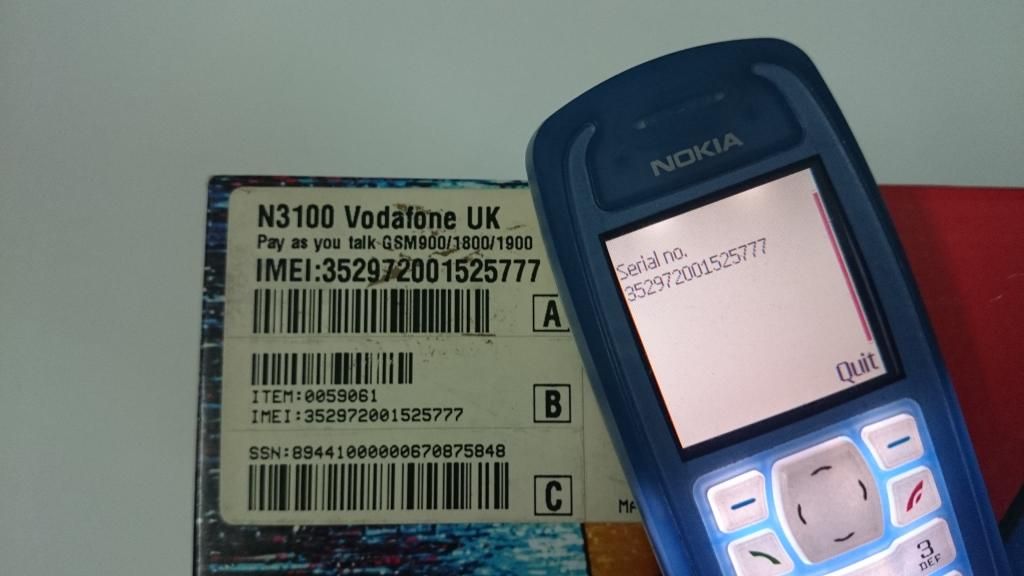 N3100 Vodafone UK
Pay as you talk GSM900/1800/1900
IMEI:352972001525777
A
ITEM:0059061
IMEI:352972001525777
B
SSN:89441000000670875848
C
NOKIA
Serial no.
352972001525777
Quit
3
DEF